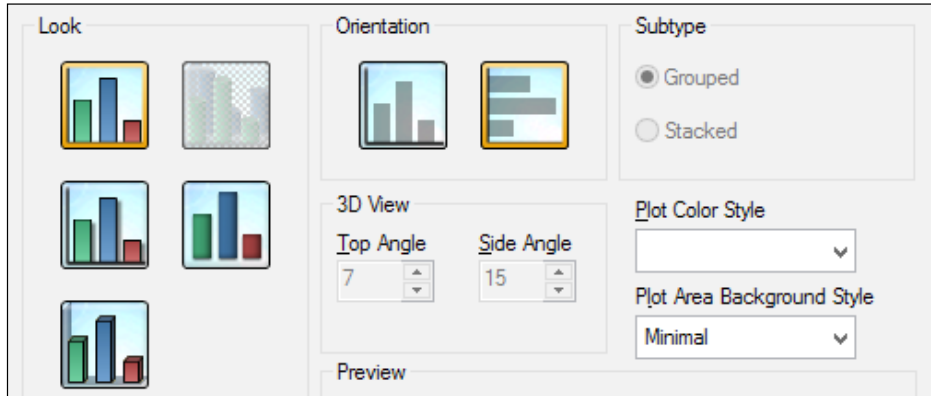 Look
Orientation
Subtype
Grouped
Stacked
3D View
Top Angle
Side Angle
7
15
Plot Color Style
Plot Area Background Style
Minimal
Preview